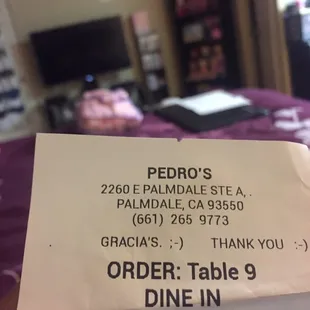 PEDRO'S
2260 E PALMDALE STE A, .
PALMDALE, CA 93550
(661) 265 9773
. GRACIA'S. ;-) THANK YOU :-)
ORDER: Table 9
DINE IN